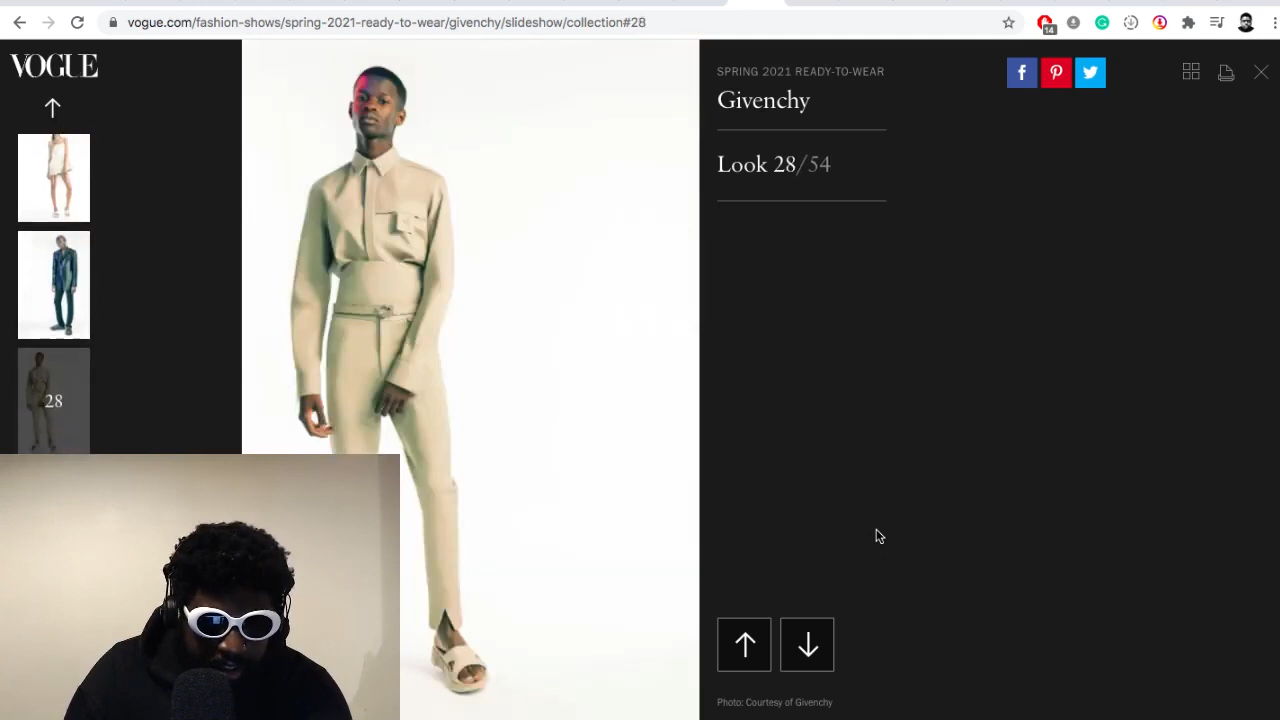 vogue.com/fashion-shows/spring-2021-ready-to-wear/givenchy/slideshow/collection#28
14
VOGUE
SPRING 2021 READY-TO-WEAR
Givenchy
Look 28/54
28
Photo: Courtesy of Givenchy